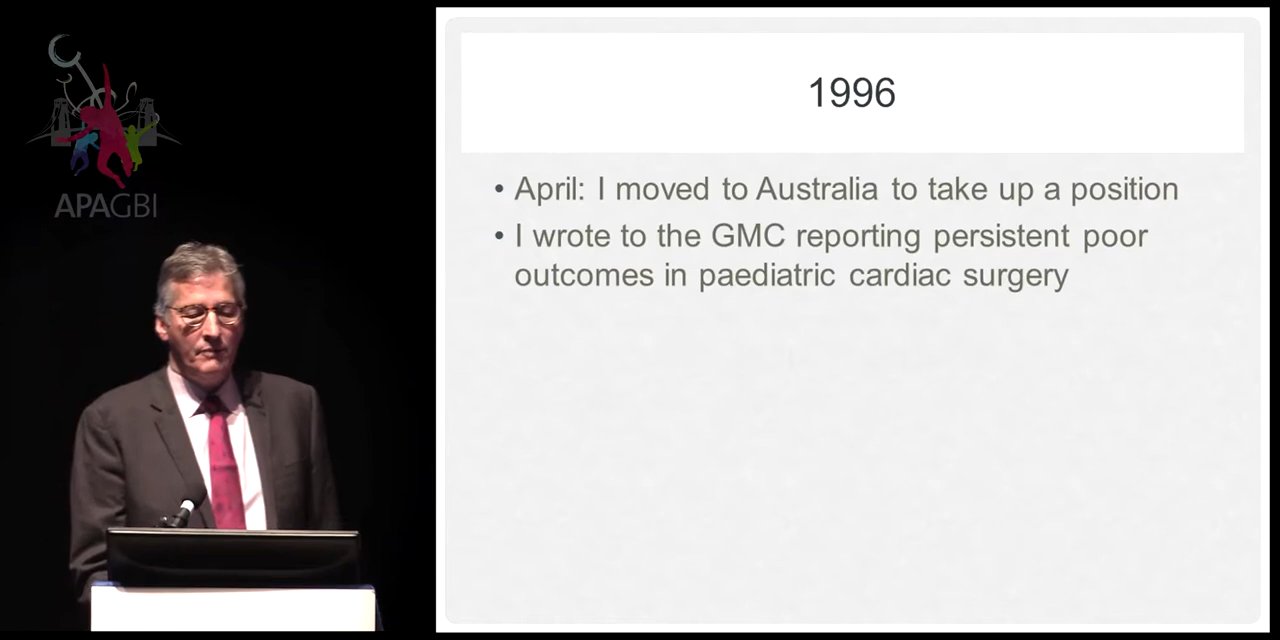 APAGBI
1996
• April: I moved to Australia to take up a position
• I wrote to the GMC reporting persistent poor
outcomes in paediatric cardiac surgery